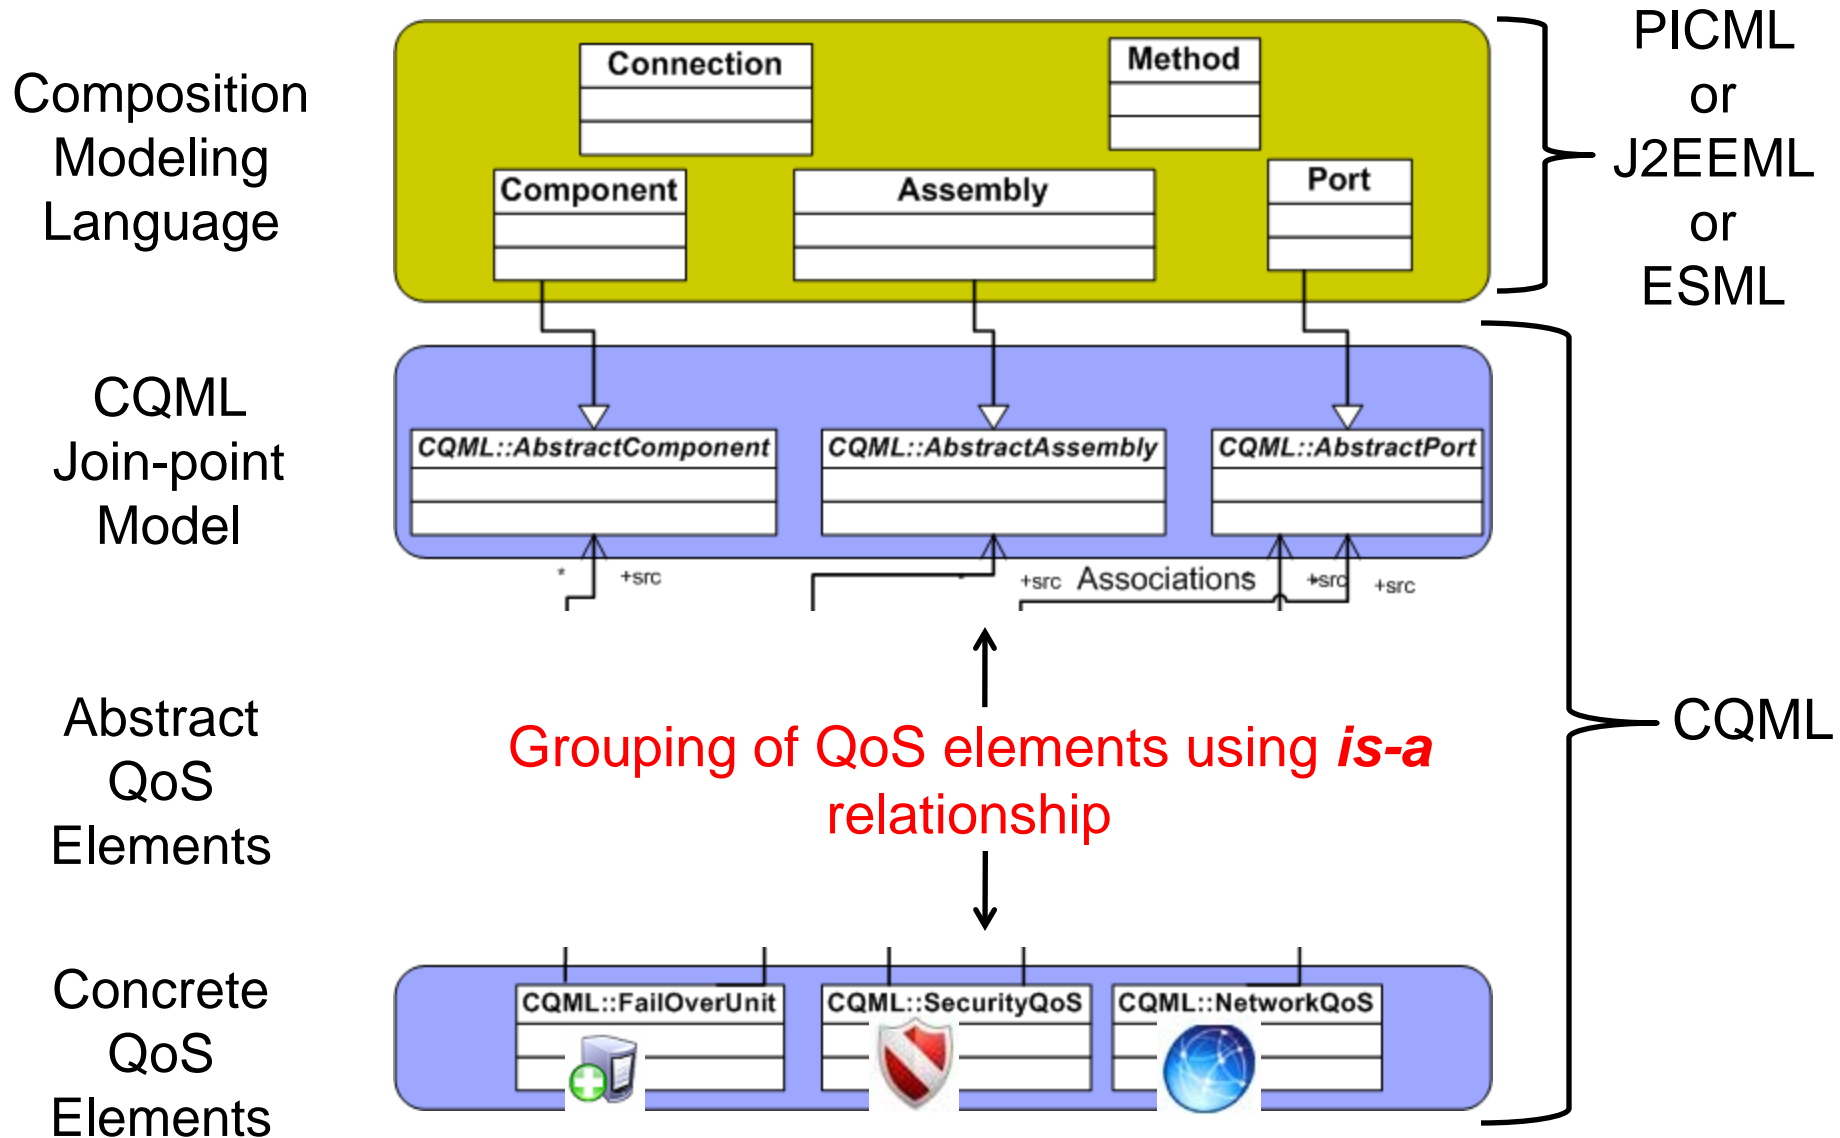 Composition
Modeling
Language
Connection
Method
Component
Assembly
Port
PICML
or
J2EEML
or
ESML
CQML
Join-point
Model
CQML::AbstractComponent
CQML::AbstractAssembly
CQML::AbstractPort
* +src
+src Associations +src +src
Abstract
QoS
Elements
Grouping of QoS elements using is-a
relationship
CQML
Concrete
QoS
Elements
CQML::FailOverUnit
CQML::SecurityQoS
CQML::NetworkQoS